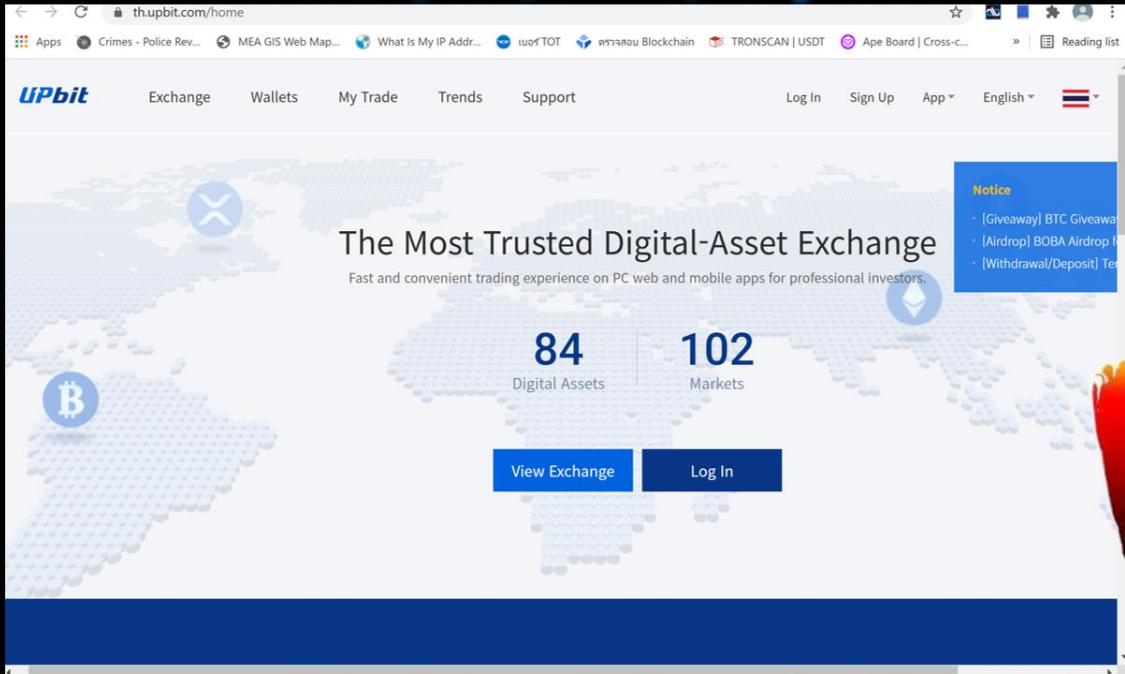 th.upbit.com/home
Apps Crimes - Police Rev... MEA GIS Web Map... What Is My IP Addr... เบอร์ TOT ตรวจสอบ Blockchain TRONSCAN | USDT Ape Board | Cross-c... » Reading list
UPbit Exchange Wallets My Trade Trends Support Log In Sign Up App English
Notice
· [Giveaway] BTC Giveaway
· [Airdrop] BOBA Airdrop f
· [Withdrawal/Deposit] Te
The Most Trusted Digital-Asset Exchange
Fast and convenient trading experience on PC web and mobile apps for professional investors.
84 102
Digital Assets Markets
View Exchange Log In